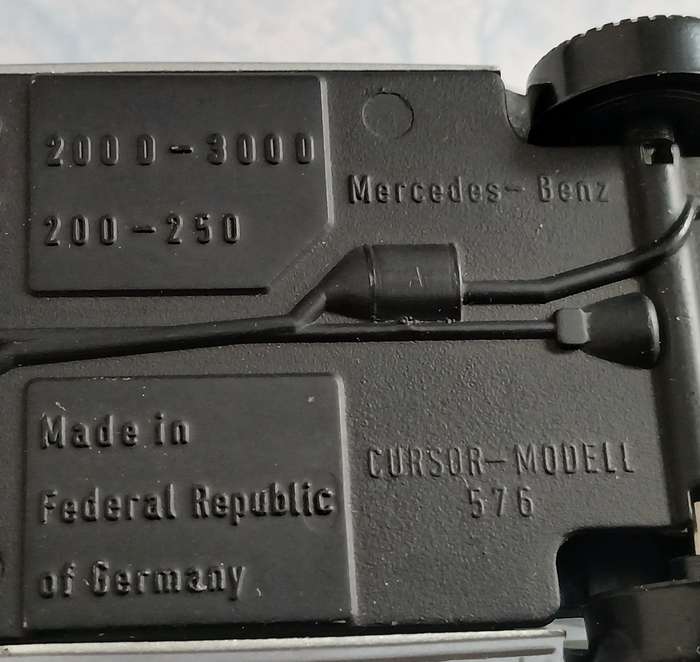 200 D - 300 D
200 - 250
Mercedes-Benz
A
Made in
Federal Republic
of Germany
CURSOR-MODELL
576